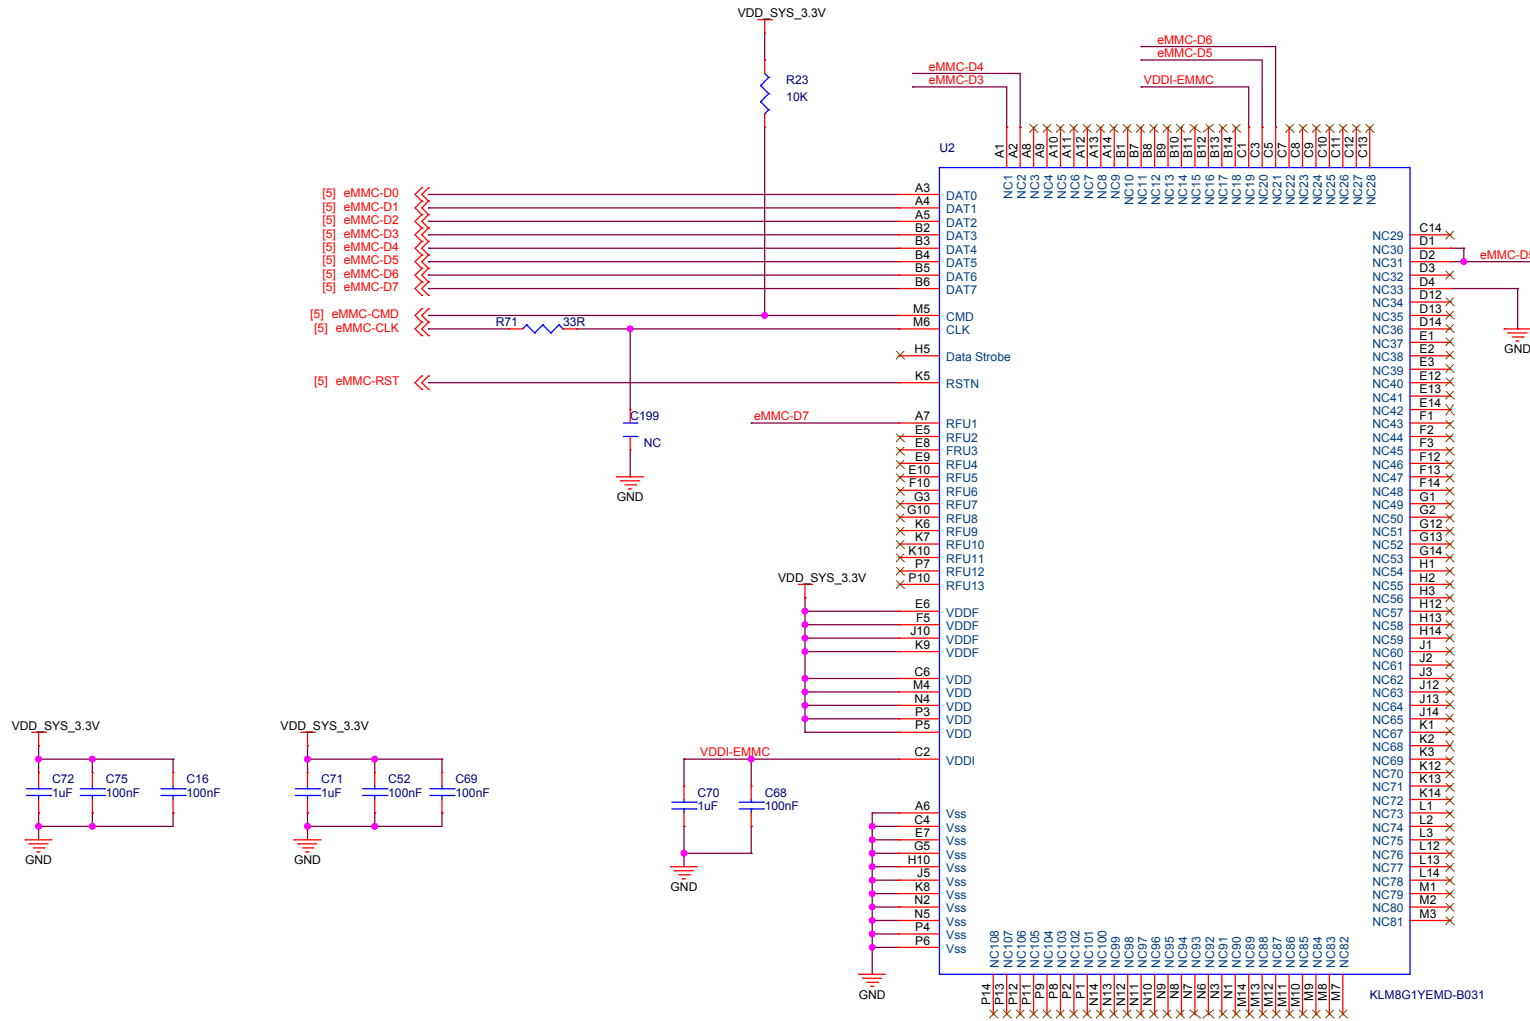 VDD_SYS_3.3V
R23
10K
eMMC-D4
eMMC-D3
eMMC-D6
eMMC-D5
VDDI-EMMC
U2
A1 A2 A8 A9 A10 A11 A12 A13 A14 B1 B7 B8 B9 B10 B11 B12 B13 B14 C1 C3 C5 C7 C8 C9 C10 C11 C12 C13
NC1 NC2 NC3 NC4 NC5 NC6 NC7 NC8 NC9 NC10 NC11 NC12 NC13 NC14 NC15 NC16 NC17 NC18 NC19 NC20 NC21 NC22 NC23 NC24 NC25 NC26 NC27 NC28
[5] eMMC-D0 A3 DAT0
[5] eMMC-D1 A4 DAT1
[5] eMMC-D2 A5 DAT2
[5] eMMC-D3 B2 DAT3
[5] eMMC-D4 B3 DAT4
[5] eMMC-D5 B4 DAT5
[5] eMMC-D6 B5 DAT6
[5] eMMC-D7 B6 DAT7
[5] eMMC-CMD M5 CMD
[5] eMMC-CLK R71 33R M6 CLK
H5 Data Strobe
[5] eMMC-RST K5 RSTN
C199
NC
GND
eMMC-D7 A7 RFU1
E5 RFU2
E8 FRU3
E9 RFU4
E10 RFU5
F10 RFU6
G3 RFU7
G10 RFU8
K6 RFU9
K7 RFU10
K10 RFU11
P7 RFU12
P10 RFU13
VDD_SYS_3.3V
E6 VDDF
F5 VDDF
J10 VDDF
K9 VDDF
C6 VDD
M4 VDD
N4 VDD
P3 VDD
P5 VDD
VDDI-EMMC C2 VDDI
C70
1uF
C68
100nF
GND
A6 Vss
C4 Vss
E7 Vss
G5 Vss
H10 Vss
J5 Vss
K8 Vss
N2 Vss
N5 Vss
P4 Vss
P6 Vss
GND
VDD_SYS_3.3V
C72
1uF
C75
100nF
C16
100nF
GND
VDD_SYS_3.3V
C71
1uF
C52
100nF
C69
100nF
GND
NC29 C14
NC30 D1
NC31 D2 eMMC-D5
NC32 D3
NC33 D4
GND
NC34 D12
NC35 D13
NC36 D14
NC37 E1
NC38 E2
NC39 E3
NC40 E12
NC41 E13
NC42 E14
NC43 F1
NC44 F2
NC45 F3
NC46 F12
NC47 F13
NC48 F14
NC49 G1
NC50 G2
NC51 G12
NC52 G13
NC53 G14
NC54 H1
NC55 H2
NC56 H3
NC57 H12
NC58 H13
NC59 H14
NC60 J1
NC61 J2
NC62 J3
NC63 J12
NC64 J13
NC65 J14
NC67 K1
NC68 K2
NC69 K3
NC70 K12
NC71 K13
NC72 K14
NC73 L1
NC74 L2
NC75 L3
NC76 L12
NC77 L13
NC78 L14
NC79 M1
NC80 M2
NC81 M3
NC108 NC107 NC106 NC105 NC104 NC103 NC102 NC101 NC100 NC99 NC98 NC97 NC96 NC95 NC94 NC93 NC92 NC91 NC90 NC89 NC88 NC87 NC86 NC85 NC84 NC83 NC82
P14 P13 P12 P11 P9 P8 P2 P1 N14 N13 N12 N11 N10 N9 N8 N7 N6 N3 N1 M14 M13 M12 M11 M10 M9 M8 M7
KLM8G1YEMD-B031